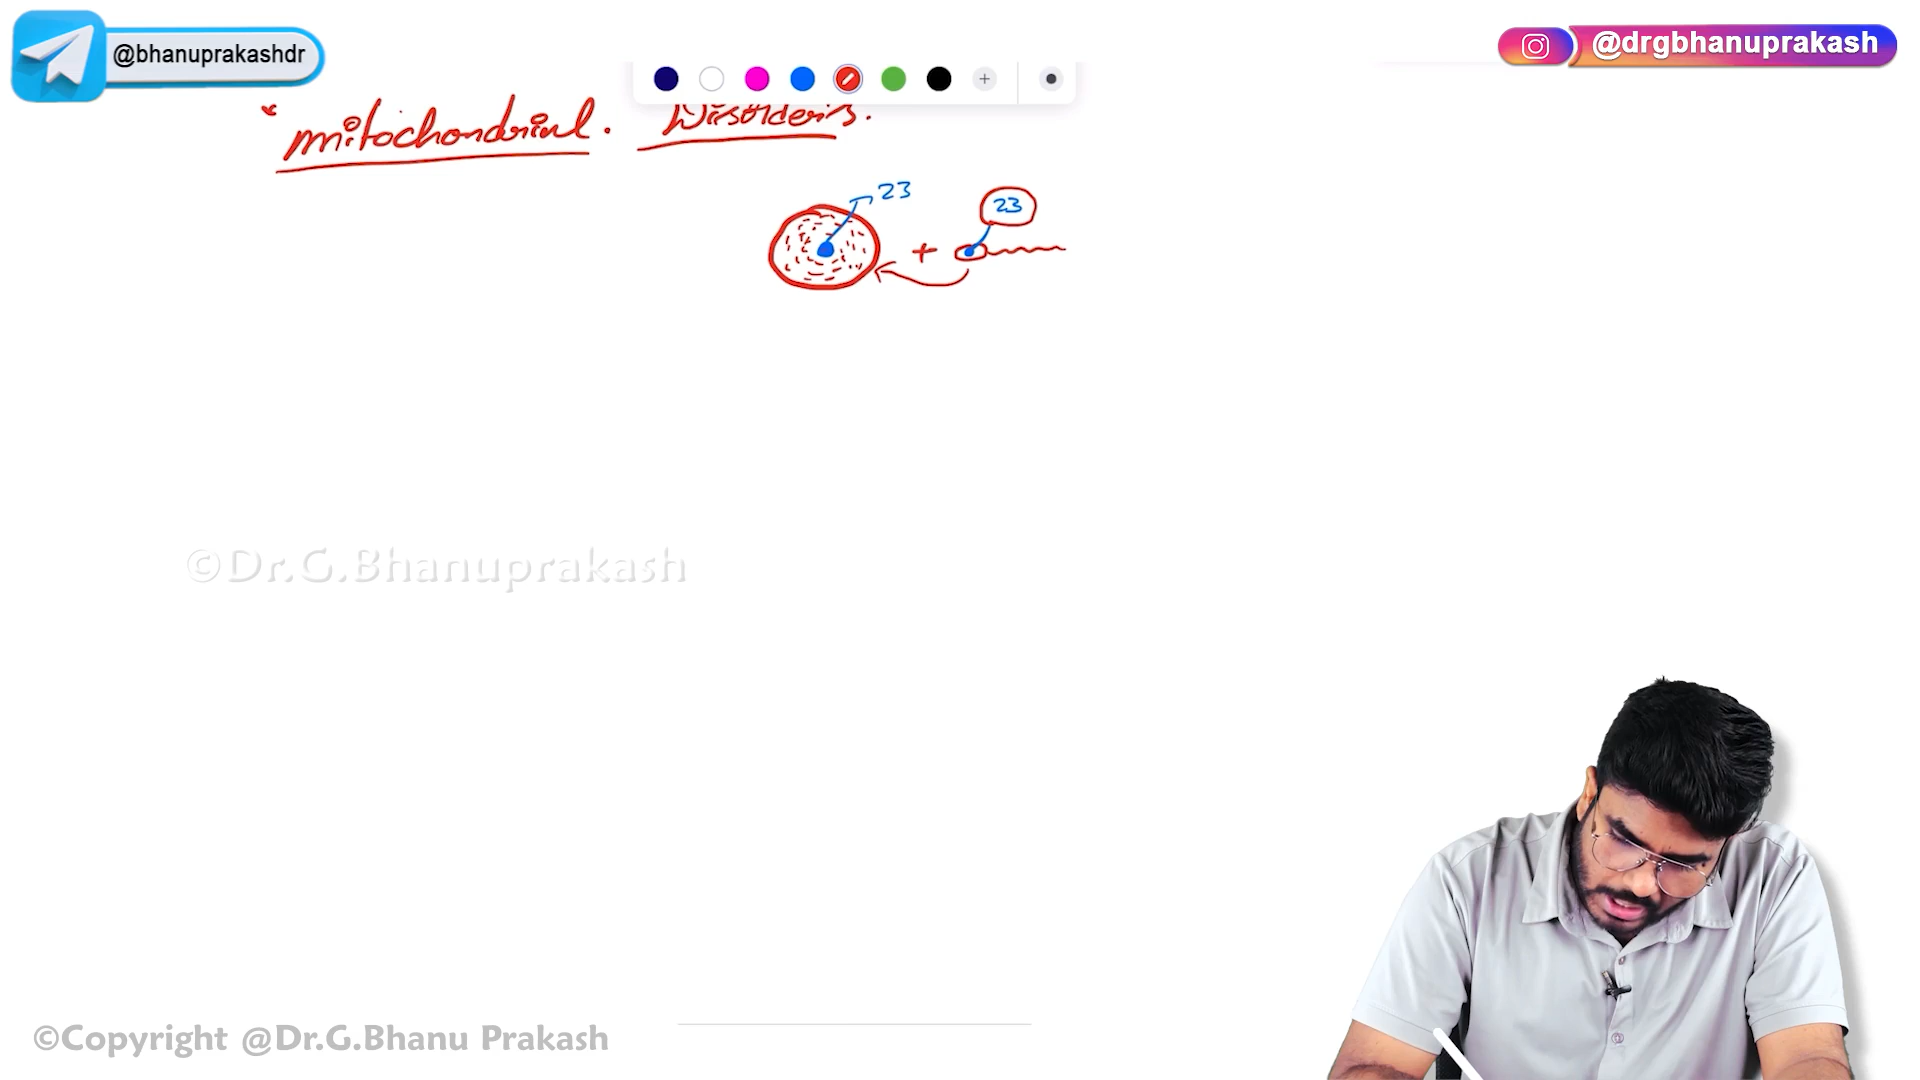 @bhanuprakashdr
@drgbhanuprakash
mitochondrial. Disorders.
23
23
+
©Dr.G.Bhanuprakash
©Copyright @Dr.G.Bhanu Prakash